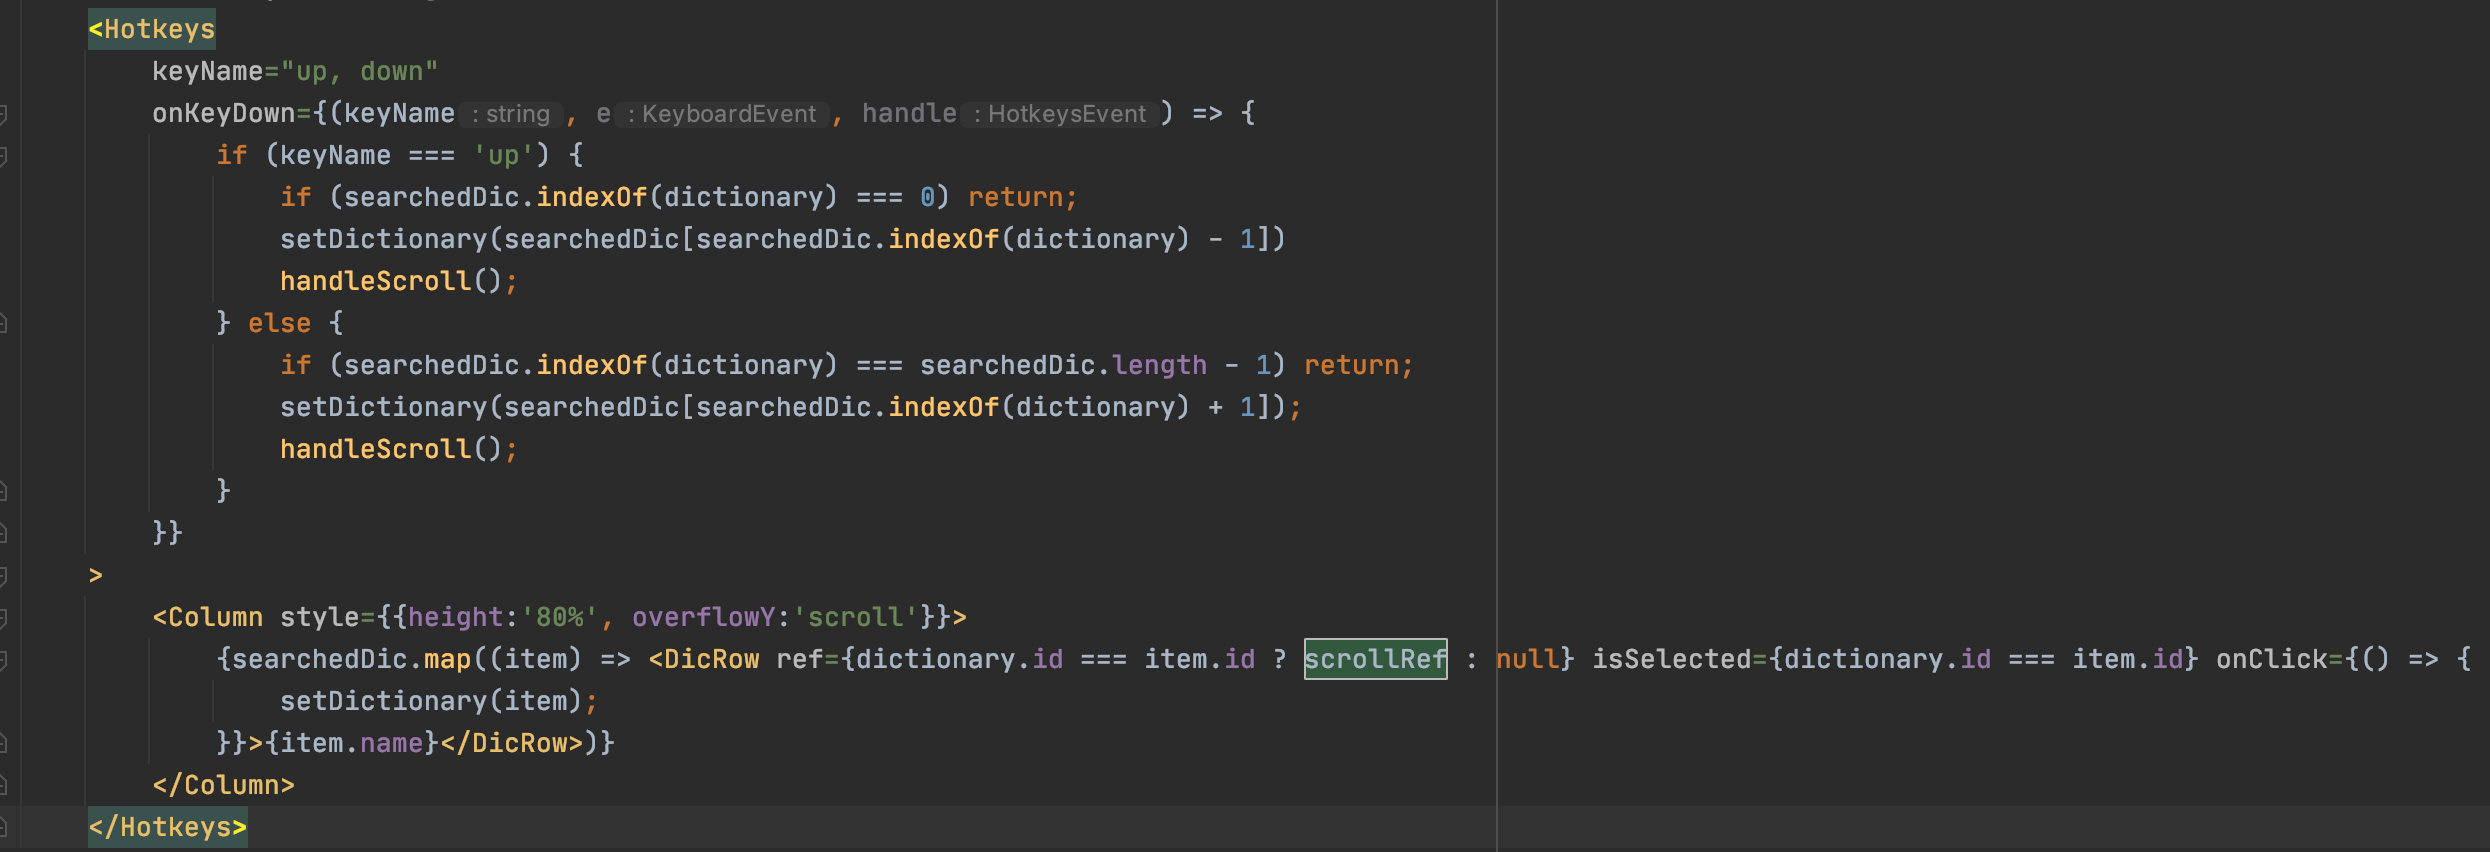 <Hotkeys
keyName="up, down"
onKeyDown={(keyName : string , e : KeyboardEvent , handle : HotkeysEvent ) => {
if (keyName === 'up') {
if (searchedDic.indexOf(dictionary) === 0) return;
setDictionary(searchedDic[searchedDic.indexOf(dictionary) - 1])
handleScroll();
} else {
if (searchedDic.indexOf(dictionary) === searchedDic.length - 1) return;
setDictionary(searchedDic[searchedDic.indexOf(dictionary) + 1]);
handleScroll();
}
}}
>
<Column style={{height:'80%', overflowY:'scroll'}}>
{searchedDic.map((item) => <DicRow ref={dictionary.id === item.id ? scrollRef : null} isSelected={dictionary.id === item.id} onClick={() => {
setDictionary(item);
}}>{item.name}</DicRow>)}
</Column>
</Hotkeys>